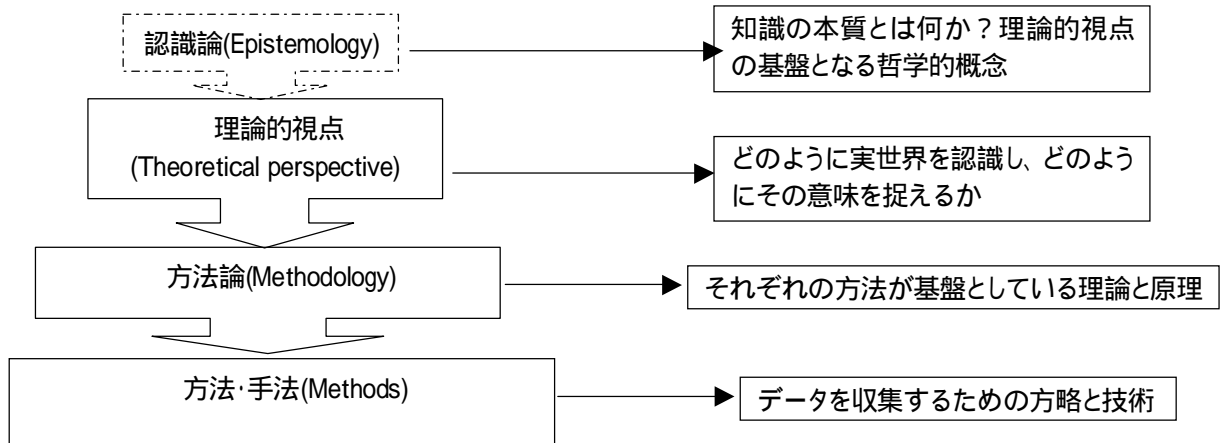 認識論(Epistemology)
知識の本質とは何か？理論的視点
の基盤となる哲学的概念
理論的視点
(Theoretical perspective)
どのように実世界を認識し、どのよう
にその意味を捉えるか
方法論(Methodology)
それぞれの方法が基盤としている理論と原理
方法・手法(Methods)
データを収集するための方略と技術